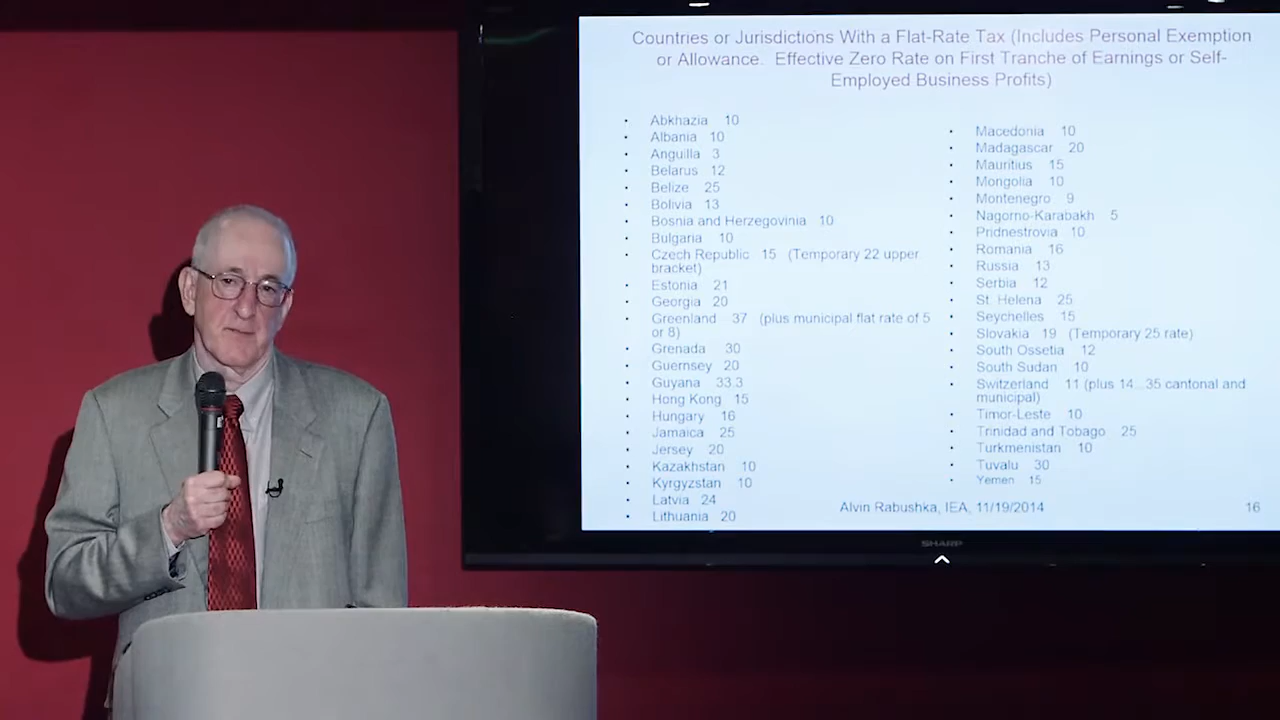 Countries or Jurisdictions With a Flat-Rate Tax (Includes Personal Exemption
or Allowance. Effective Zero Rate on First Tranche of Earnings or Self-
Employed Business Profits)
• Abkhazia 10
• Albania 10
• Anguilla 3
• Belarus 12
• Belize 25
• Bolivia 13
• Bosnia and Herzegovinia 10
• Bulgaria 10
• Czech Republic 15 (Temporary 22 upper
bracket)
• Estonia 21
• Georgia 20
• Greenland 37 (plus municipal flat rate of 5
or 8)
• Grenada 30
• Guernsey 20
• Guyana 33.3
• Hong Kong 15
• Hungary 16
• Jamaica 25
• Jersey 20
• Kazakhstan 10
• Kyrgyzstan 10
• Latvia 24
• Lithuania 20
• Macedonia 10
• Madagascar 20
• Mauritius 15
• Mongolia 10
• Montenegro 9
• Nagorno-Karabakh 5
• Pridnestrovia 10
• Romania 16
• Russia 13
• Serbia 12
• St. Helena 25
• Seychelles 15
• Slovakia 19 (Temporary 25 rate)
• South Ossetia 12
• South Sudan 10
• Switzerland 11 (plus 14...35 cantonal and
municipal)
• Timor-Leste 10
• Trinidad and Tobago 25
• Turkmenistan 10
• Tuvalu 30
• Yemen 15
Alvin Rabushka, IEA, 11/19/2014
16
SHARP